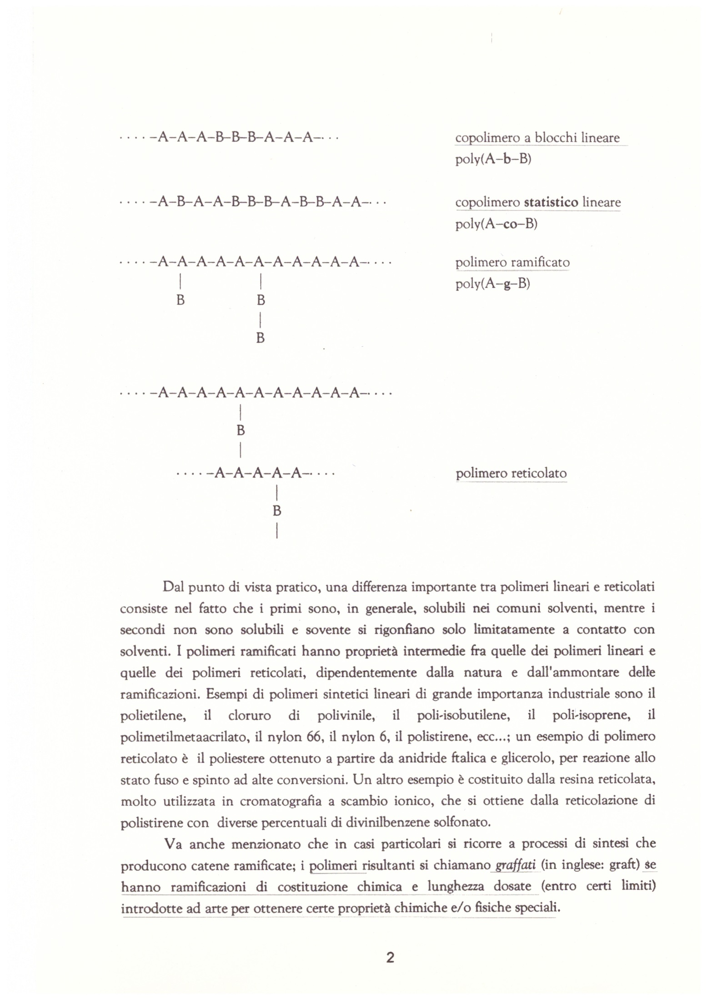 · · · · –A–A–A–B–B–B–A–A–A–· · · copolimero a blocchi lineare
poly(A–b–B)
· · · · –A–B–A–A–B–B–B–A–B–B–A–A–· · · copolimero statistico lineare
poly(A–co–B)
· · · · –A–A–A–A–A–A–A–A–A–A–A–· · · · polimero ramificato
| | poly(A–g–B)
B B
|
B
· · · · –A–A–A–A–A–A–A–A–A–A–A–· · · ·
|
B
|
· · · · –A–A–A–A–A–· · · · polimero reticolato
|
B
|
Dal punto di vista pratico, una differenza importante tra polimeri lineari e reticolati
consiste nel fatto che i primi sono, in generale, solubili nei comuni solventi, mentre i
secondi non sono solubili e sovente si rigonfiano solo limitatamente a contatto con
solventi. I polimeri ramificati hanno proprietà intermedie fra quelle dei polimeri lineari e
quelle dei polimeri reticolati, dipendentemente dalla natura e dall'ammontare delle
ramificazioni. Esempi di polimeri sintetici lineari di grande importanza industriale sono il
polietilene, il cloruro di polivinile, il poli-isobutilene, il poli-isoprene, il
polimetilmetaacrilato, il nylon 66, il nylon 6, il polistirene, ecc...; un esempio di polimero
reticolato è il poliestere ottenuto a partire da anidride ftalica e glicerolo, per reazione allo
stato fuso e spinto ad alte conversioni. Un altro esempio è costituito dalla resina reticolata,
molto utilizzata in cromatografia a scambio ionico, che si ottiene dalla reticolazione di
polistirene con diverse percentuali di divinilbenzene solfonato.
Va anche menzionato che in casi particolari si ricorre a processi di sintesi che
producono catene ramificate; i polimeri risultanti si chiamano graffati (in inglese: graft) se
hanno ramificazioni di costituzione chimica e lunghezza dosate (entro certi limiti)
introdotte ad arte per ottenere certe proprietà chimiche e/o fisiche speciali.
2